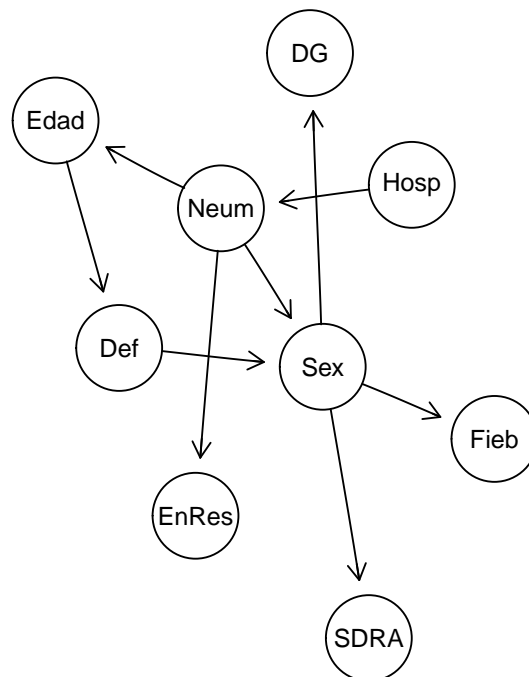 DG
Edad
Hosp
Neum
Def
Sex
Fieb
EnRes
SDRA